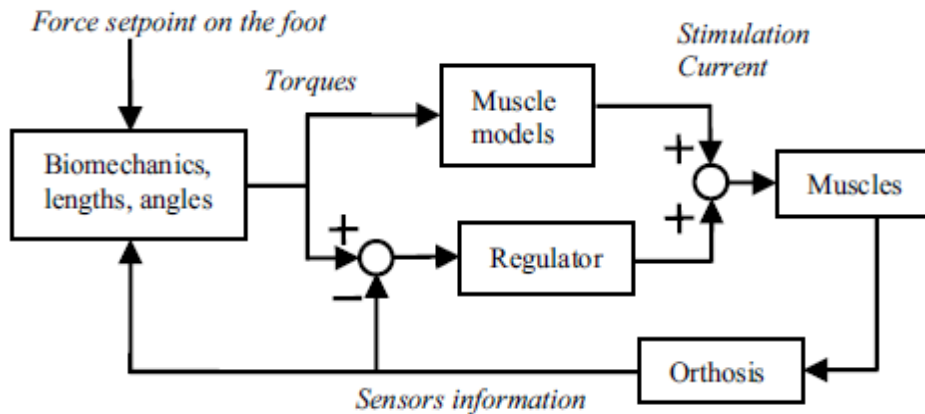 Force setpoint on the foot
Stimulation
Current
Torques
Muscle
models
Biomechanics,
lengths, angles
+
+
Muscles
+
+
Regulator
−
Orthosis
Sensors information